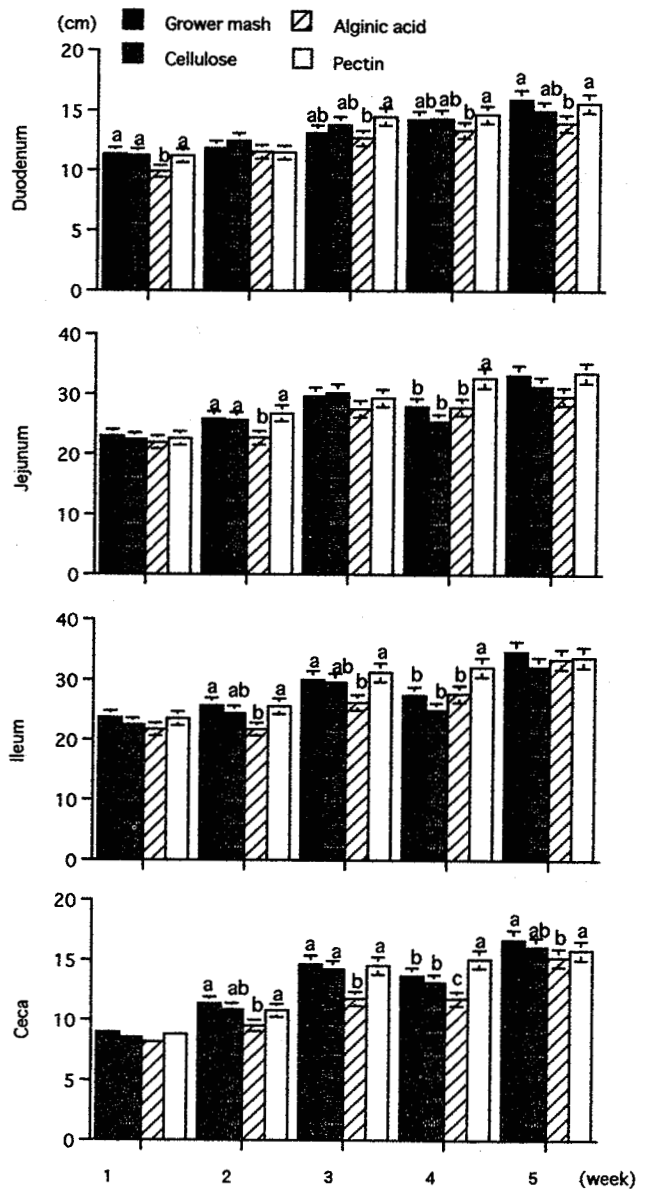 (cm) Grower mash Alginic acid
Cellulose Pectin
20
15
10
5
0
Duodenum
a a b a
ab ab b a
ab ab b a
a ab b a
40
30
20
10
0
Jejunum
a a b a
b b b a
40
30
20
10
0
Ileum
a ab b a
a ab b a
b b b a
20
15
10
5
0
Ceca
a ab b a
a a b a
b b c a
a ab b a
1 2 3 4 5 (week)